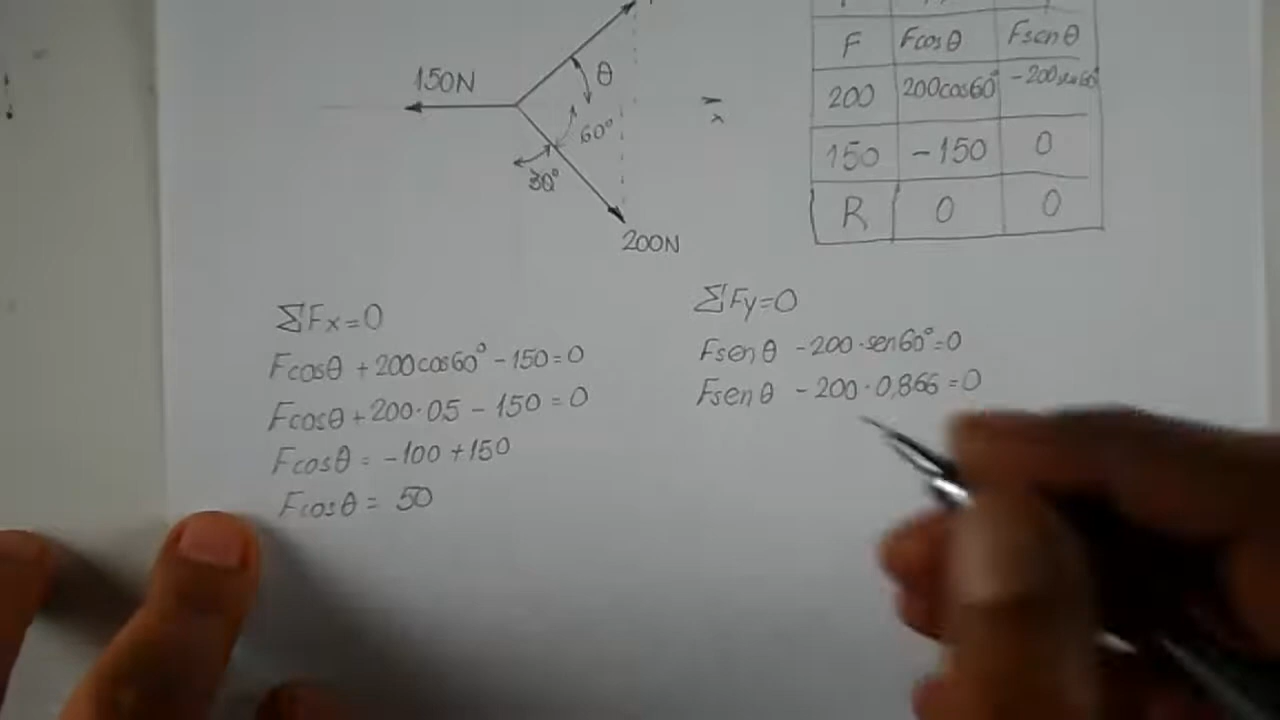 150N
θ
60°
30°
200N
x
F Fcosθ Fsenθ
200 200cos60° -200sen60°
150 -150 0
R 0 0
ΣFx=0
Fcosθ + 200cos60° - 150=0
Fcosθ + 200·0,5 - 150 = 0
Fcosθ = -100 +150
Fcosθ = 50
ΣFy=0
Fsenθ - 200·sen60°=0
Fsenθ - 200·0,866 =0